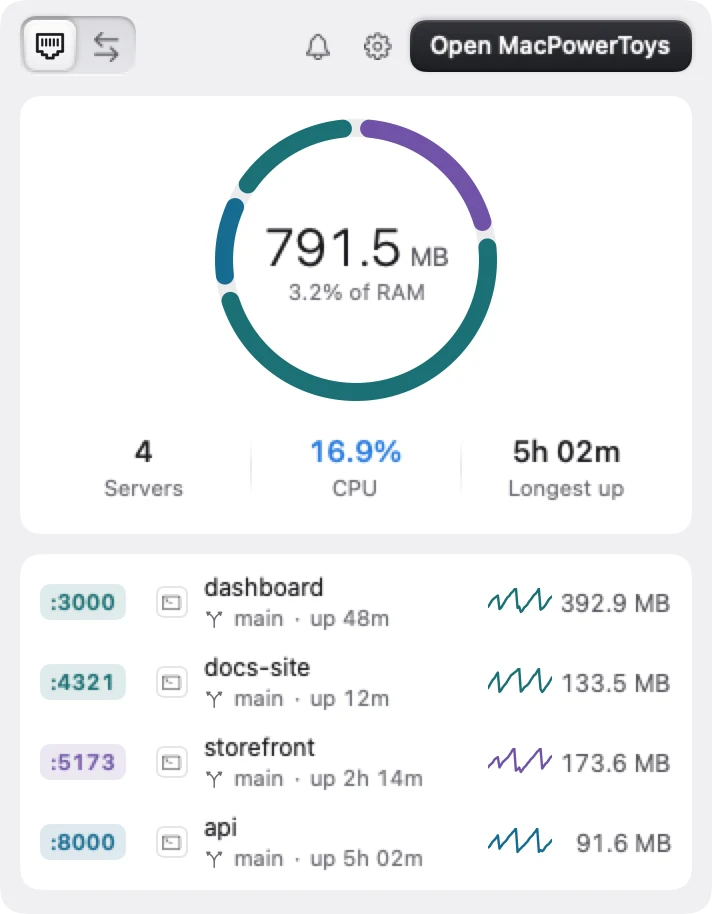 Open MacPowerToys
791.5 MB
3.2% of RAM
4
Servers
16.9%
CPU
5h 02m
Longest up
:3000
dashboard
main · up 48m
392.9 MB
:4321
docs-site
main · up 12m
133.5 MB
:5173
storefront
main · up 2h 14m
173.6 MB
:8000
api
main · up 5h 02m
91.6 MB